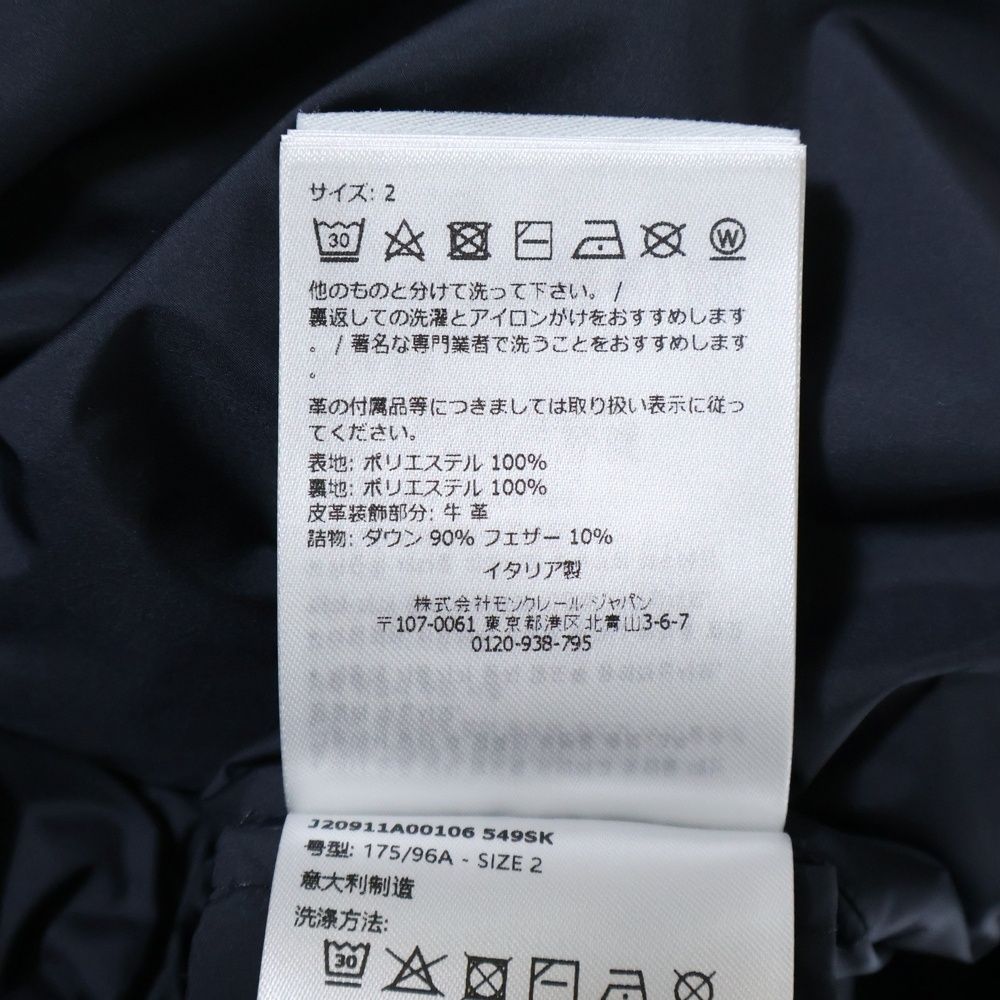 サイズ: 2
30 W
他のものと分けて洗って下さい。 /
裏返しての洗濯とアイロンがけをおすすめします
。 / 著名な専門業者で洗うことをおすすめします
。
革の付属品等につきましては取り扱い表示に従っ
てください。
表地: ポリエステル 100%
裏地: ポリエステル 100%
皮革装飾部分: 牛 革
詰物: ダウン 90% フェザー 10%
イタリア製
株式会社モンクレール ジャパン
〒107-0061 東京都港区北青山3-6-7
0120-938-795
J20911A00106 549SK
号型: 175/96A - SIZE 2
意大利制造
洗涤方法:
30